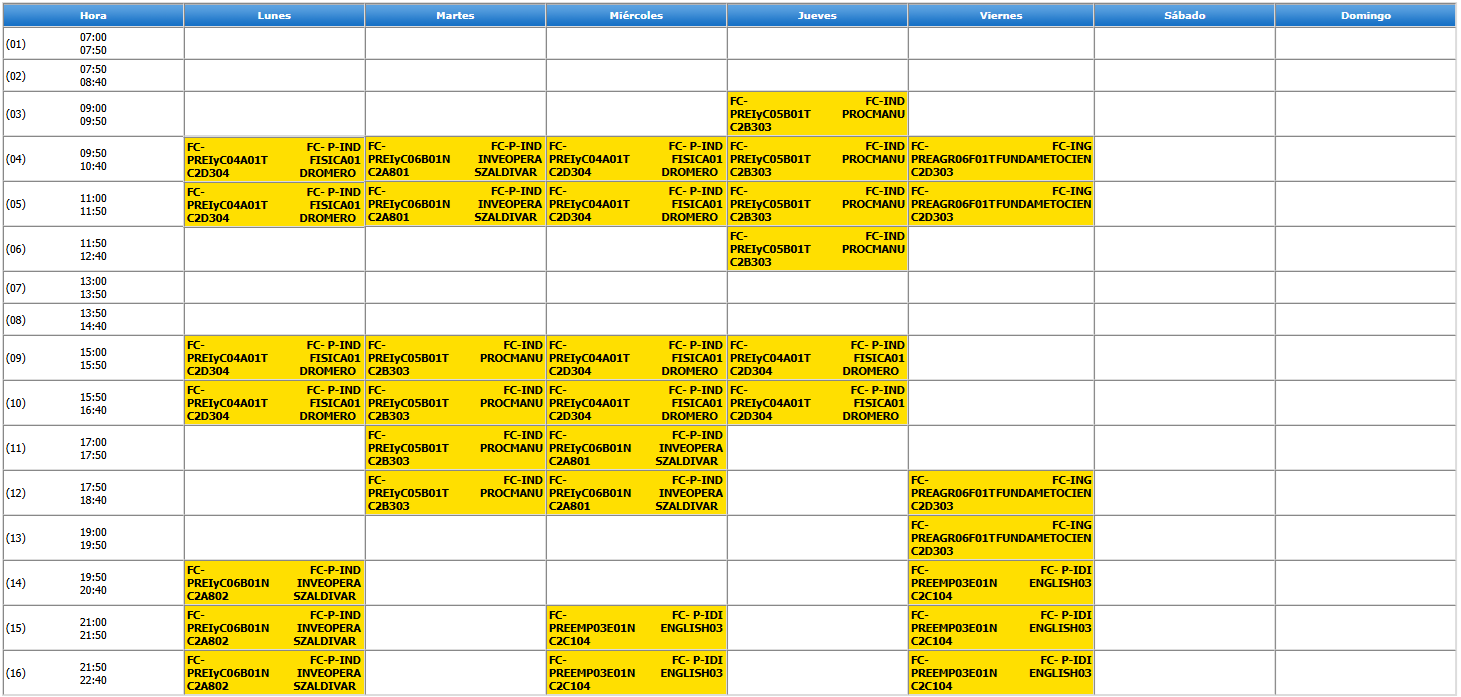 Hora Lunes Martes Miércoles Jueves Viernes Sábado Domingo
(01) 07:00
07:50
(02) 07:50
08:40
(03) 09:00
09:50
FC- FC-IND
PREIyC05B01T PROCMANU
C2B303
(04) 09:50
10:40
FC- FC- P-IND FC- FC-P-IND FC- FC- P-IND FC- FC-IND FC- FC-ING
PREIyC04A01T FISICA01 PREIyC06B01N INVEOPERA PREIyC04A01T FISICA01 PREIyC05B01T PROCMANU PREAGR06F01TFUNDAMETOCIEN
C2D304 DROMERO C2A801 SZALDIVAR C2D304 DROMERO C2B303 C2D303
(05) 11:00
11:50
FC- FC- P-IND FC- FC-P-IND FC- FC- P-IND FC- FC-IND FC- FC-ING
PREIyC04A01T FISICA01 PREIyC06B01N INVEOPERA PREIyC04A01T FISICA01 PREIyC05B01T PROCMANU PREAGR06F01TFUNDAMETOCIEN
C2D304 DROMERO C2A801 SZALDIVAR C2D304 DROMERO C2B303 C2D303
(06) 11:50
12:40
FC- FC-IND
PREIyC05B01T PROCMANU
C2B303
(07) 13:00
13:50
(08) 13:50
14:40
(09) 15:00
15:50
FC- FC- P-IND FC- FC-IND FC- FC- P-IND FC- FC- P-IND
PREIyC04A01T FISICA01 PREIyC05B01T PROCMANU PREIyC04A01T FISICA01 PREIyC04A01T FISICA01
C2D304 DROMERO C2B303 C2D304 DROMERO C2D304 DROMERO
(10) 15:50
16:40
FC- FC- P-IND FC- FC-IND FC- FC- P-IND FC- FC- P-IND
PREIyC04A01T FISICA01 PREIyC05B01T PROCMANU PREIyC04A01T FISICA01 PREIyC04A01T FISICA01
C2D304 DROMERO C2B303 C2D304 DROMERO C2D304 DROMERO
(11) 17:00
17:50
FC- FC-IND FC- FC-P-IND
PREIyC05B01T PROCMANU PREIyC06B01N INVEOPERA
C2B303 C2A801 SZALDIVAR
(12) 17:50
18:40
FC- FC-IND FC- FC-P-IND FC- FC-ING
PREIyC05B01T PROCMANU PREIyC06B01N INVEOPERA PREAGR06F01TFUNDAMETOCIEN
C2B303 C2A801 SZALDIVAR C2D303
(13) 19:00
19:50
FC- FC-ING
PREAGR06F01TFUNDAMETOCIEN
C2D303
(14) 19:50
20:40
FC- FC-P-IND FC- FC- P-IDI
PREIyC06B01N INVEOPERA PREEMP03E01N ENGLISH03
C2A802 SZALDIVAR C2C104
(15) 21:00
21:50
FC- FC-P-IND FC- FC- P-IDI FC- FC- P-IDI
PREIyC06B01N INVEOPERA PREEMP03E01N ENGLISH03 PREEMP03E01N ENGLISH03
C2A802 SZALDIVAR C2C104 C2C104
(16) 21:50
22:40
FC- FC-P-IND FC- FC- P-IDI FC- FC- P-IDI
PREIyC06B01N INVEOPERA PREEMP03E01N ENGLISH03 PREEMP03E01N ENGLISH03
C2A802 SZALDIVAR C2C104 C2C104